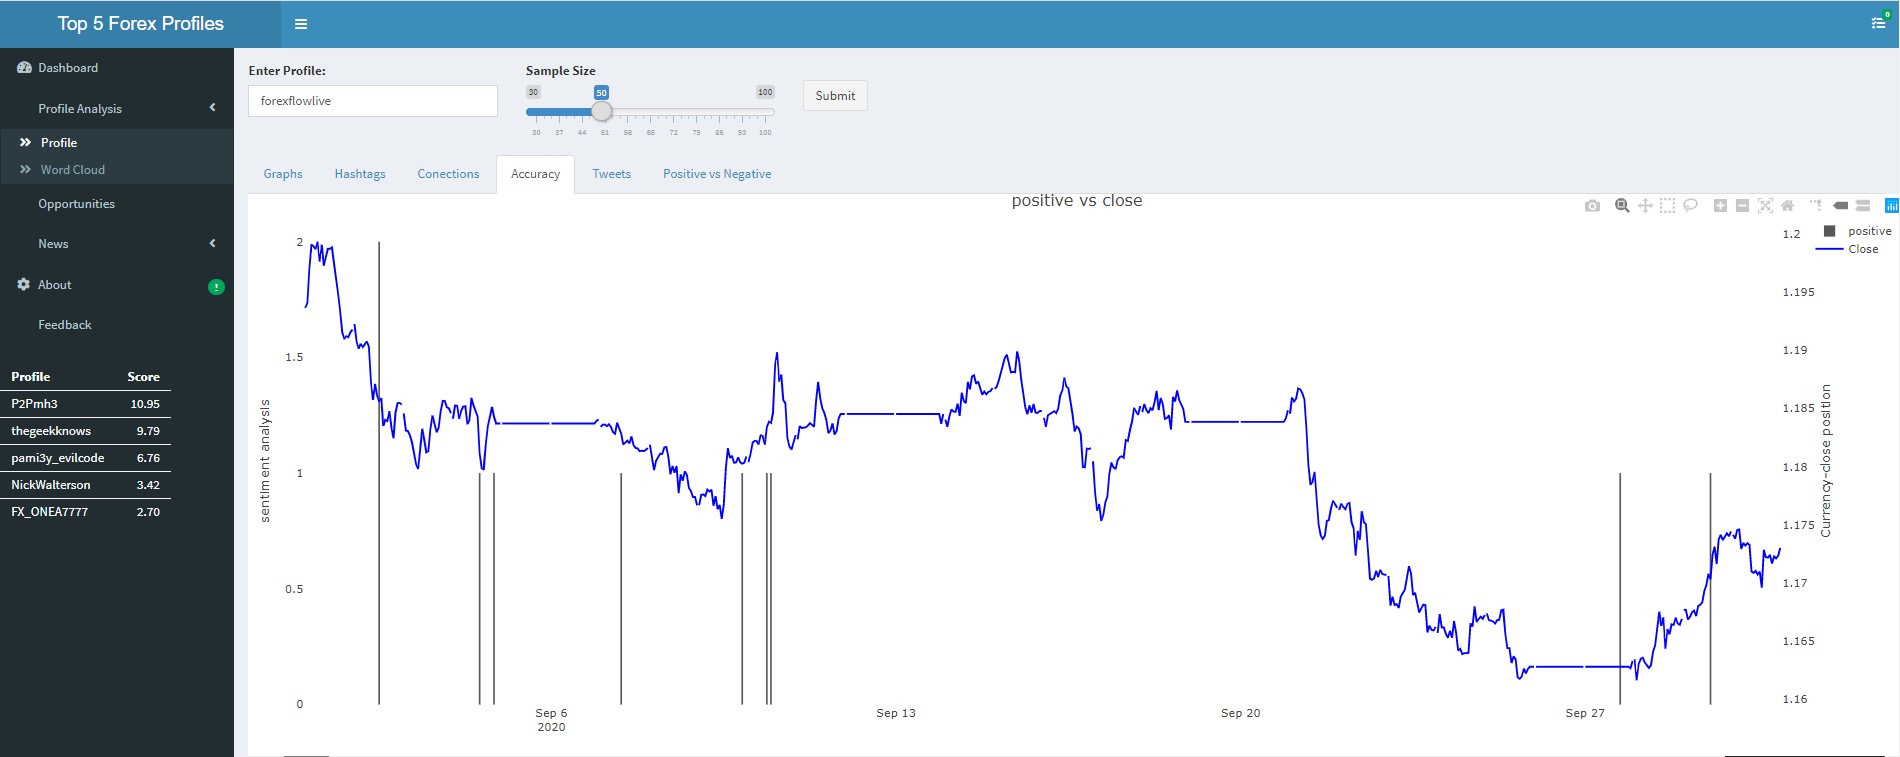 Top 5 Forex Profiles
0
Dashboard
Profile Analysis
Profile
Word Cloud
Opportunities
News
About
!
Feedback
Profile Score
P2Pmh3 10.95
thegeekknows 9.79
pami3y_evilcode 6.76
NickWalterson 3.42
FX_ONEA7777 2.70
Enter Profile:
forexflowlive
Sample Size
30 50 100
30 37 44 51 58 65 72 79 86 93 100
Submit
Graphs Hashtags Conections Accuracy Tweets Positive vs Negative
positive vs close
positive
Close
2
1.5
1
0.5
0
sentiment analysis
1.2
1.195
1.19
1.185
1.18
1.175
1.17
1.165
1.16
Currency-close position
Sep 6 Sep 13 Sep 20 Sep 27
2020